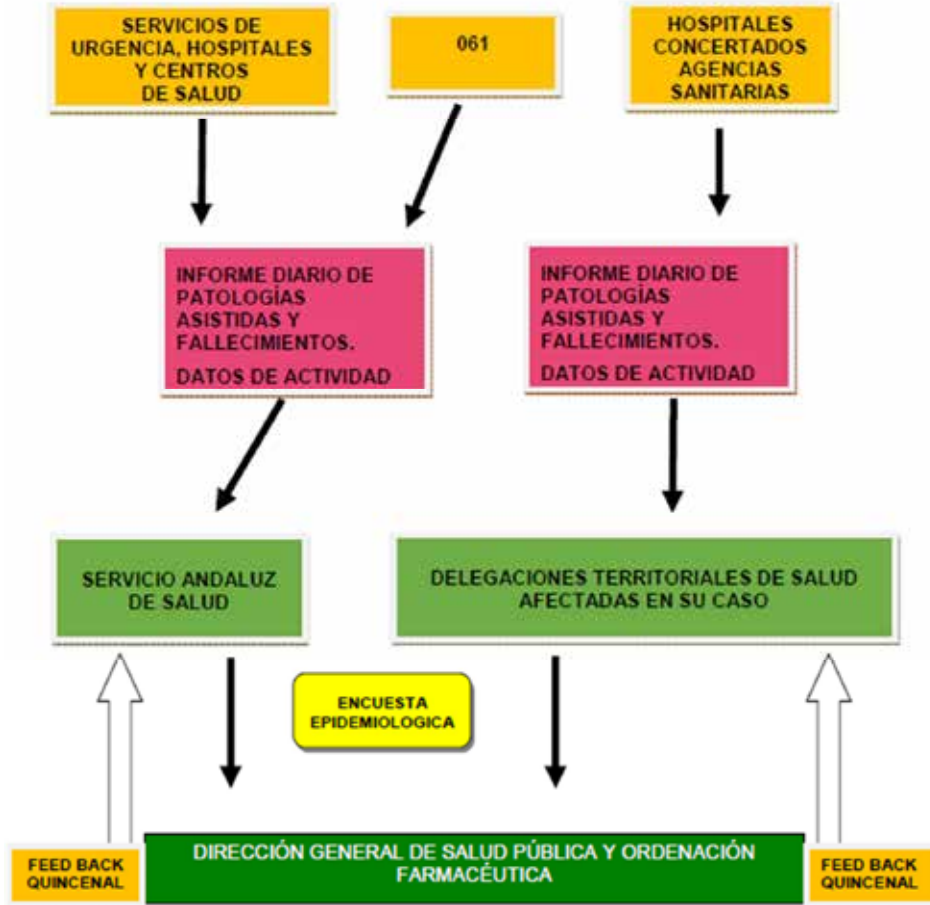 SERVICIOS DE
URGENCIA, HOSPITALES
Y CENTROS
DE SALUD
061
HOSPITALES
CONCERTADOS
AGENCIAS
SANITARIAS
INFORME DIARIO DE
PATOLOGÍAS
ASISTIDAS Y
FALLECIMIENTOS.
DATOS DE ACTIVIDAD
INFORME DIARIO DE
PATOLOGÍAS
ASISTIDAS Y
FALLECIMIENTOS.
DATOS DE ACTIVIDAD
SERVICIO ANDALUZ
DE SALUD
DELEGACIONES TERRITORIALES DE SALUD
AFECTADAS EN SU CASO
ENCUESTA
EPIDEMIOLOGICA
FEED BACK
QUINCENAL
DIRECCIÓN GENERAL DE SALUD PÚBLICA Y ORDENACIÓN
FARMACÉUTICA
FEED BACK
QUINCENAL